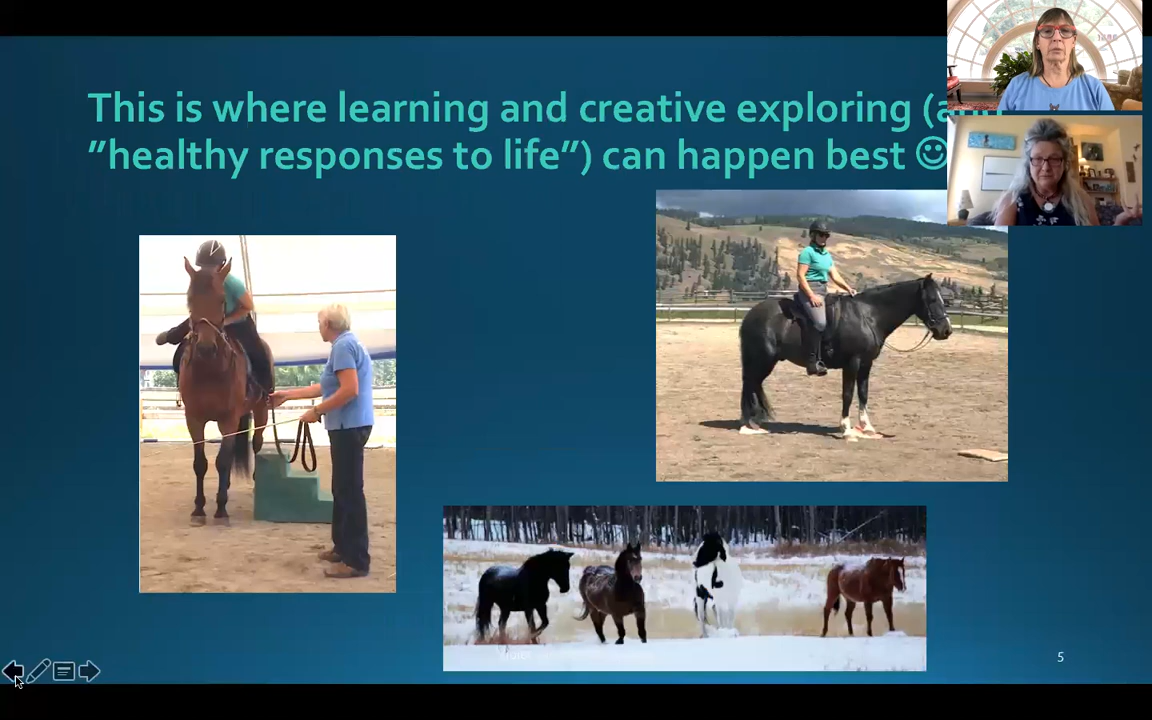 This is where learning and creative exploring (and
”healthy responses to life”) can happen best ☺
5